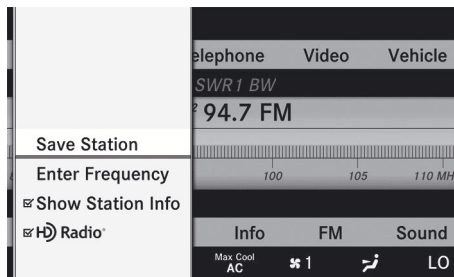 elephone Video Vehicle
SWR1 BW
94.7 FM
Save Station
Enter Frequency
100 105 110 MH
Show Station Info
HD Radio
Info FM Sound
Max Cool
AC
1
LO